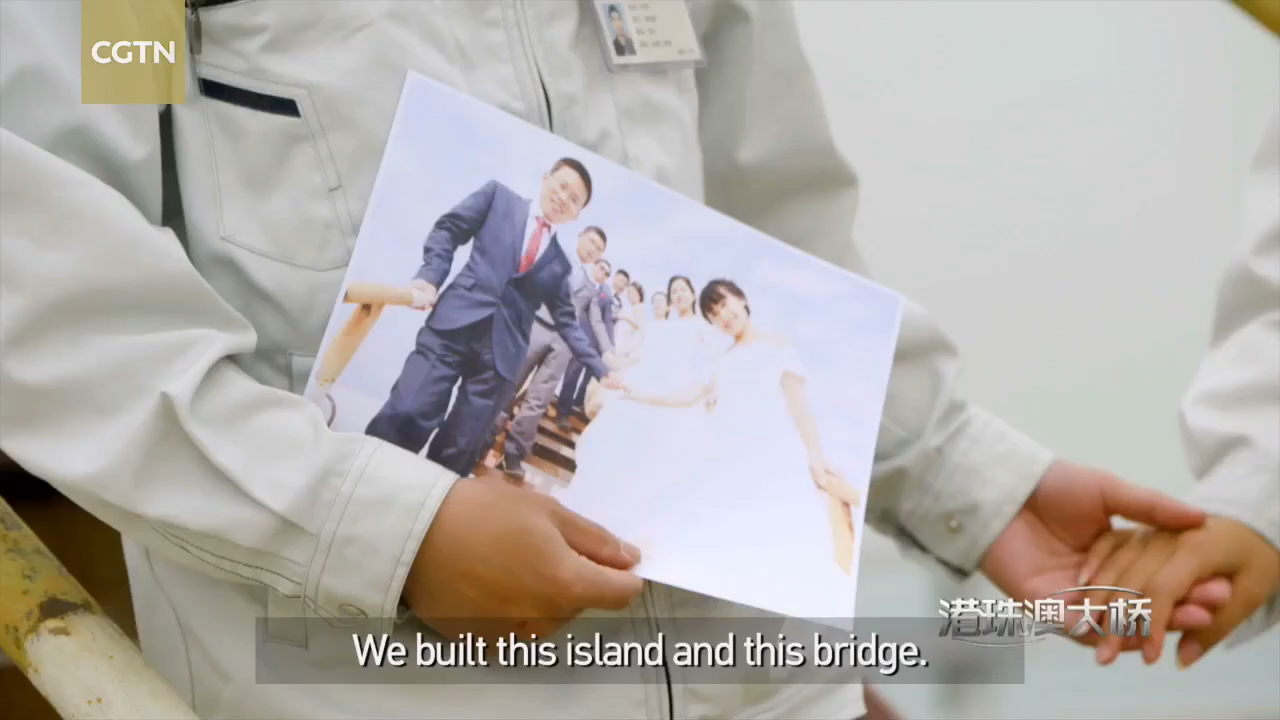 CGTN
We built this island and this bridge.
港珠澳大桥